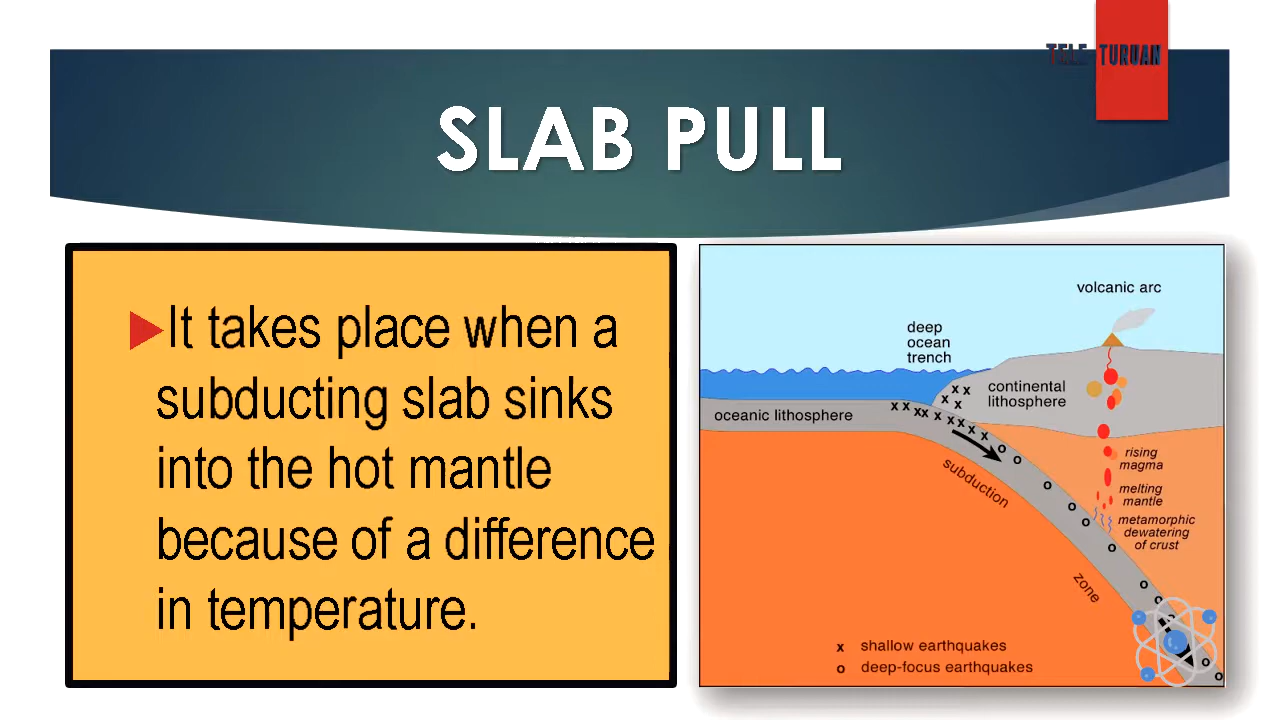 TELE TURUAN
SLAB PULL
It takes place when a
subducting slab sinks
into the hot mantle
because of a difference
in temperature.
volcanic arc
deep
ocean
trench
continental
lithosphere
oceanic lithosphere
x x
x x
x x x x x x x x x
subduction
rising
magma
melting
mantle
metamorphic
dewatering
of crust
zone
x shallow earthquakes
o deep-focus earthquakes